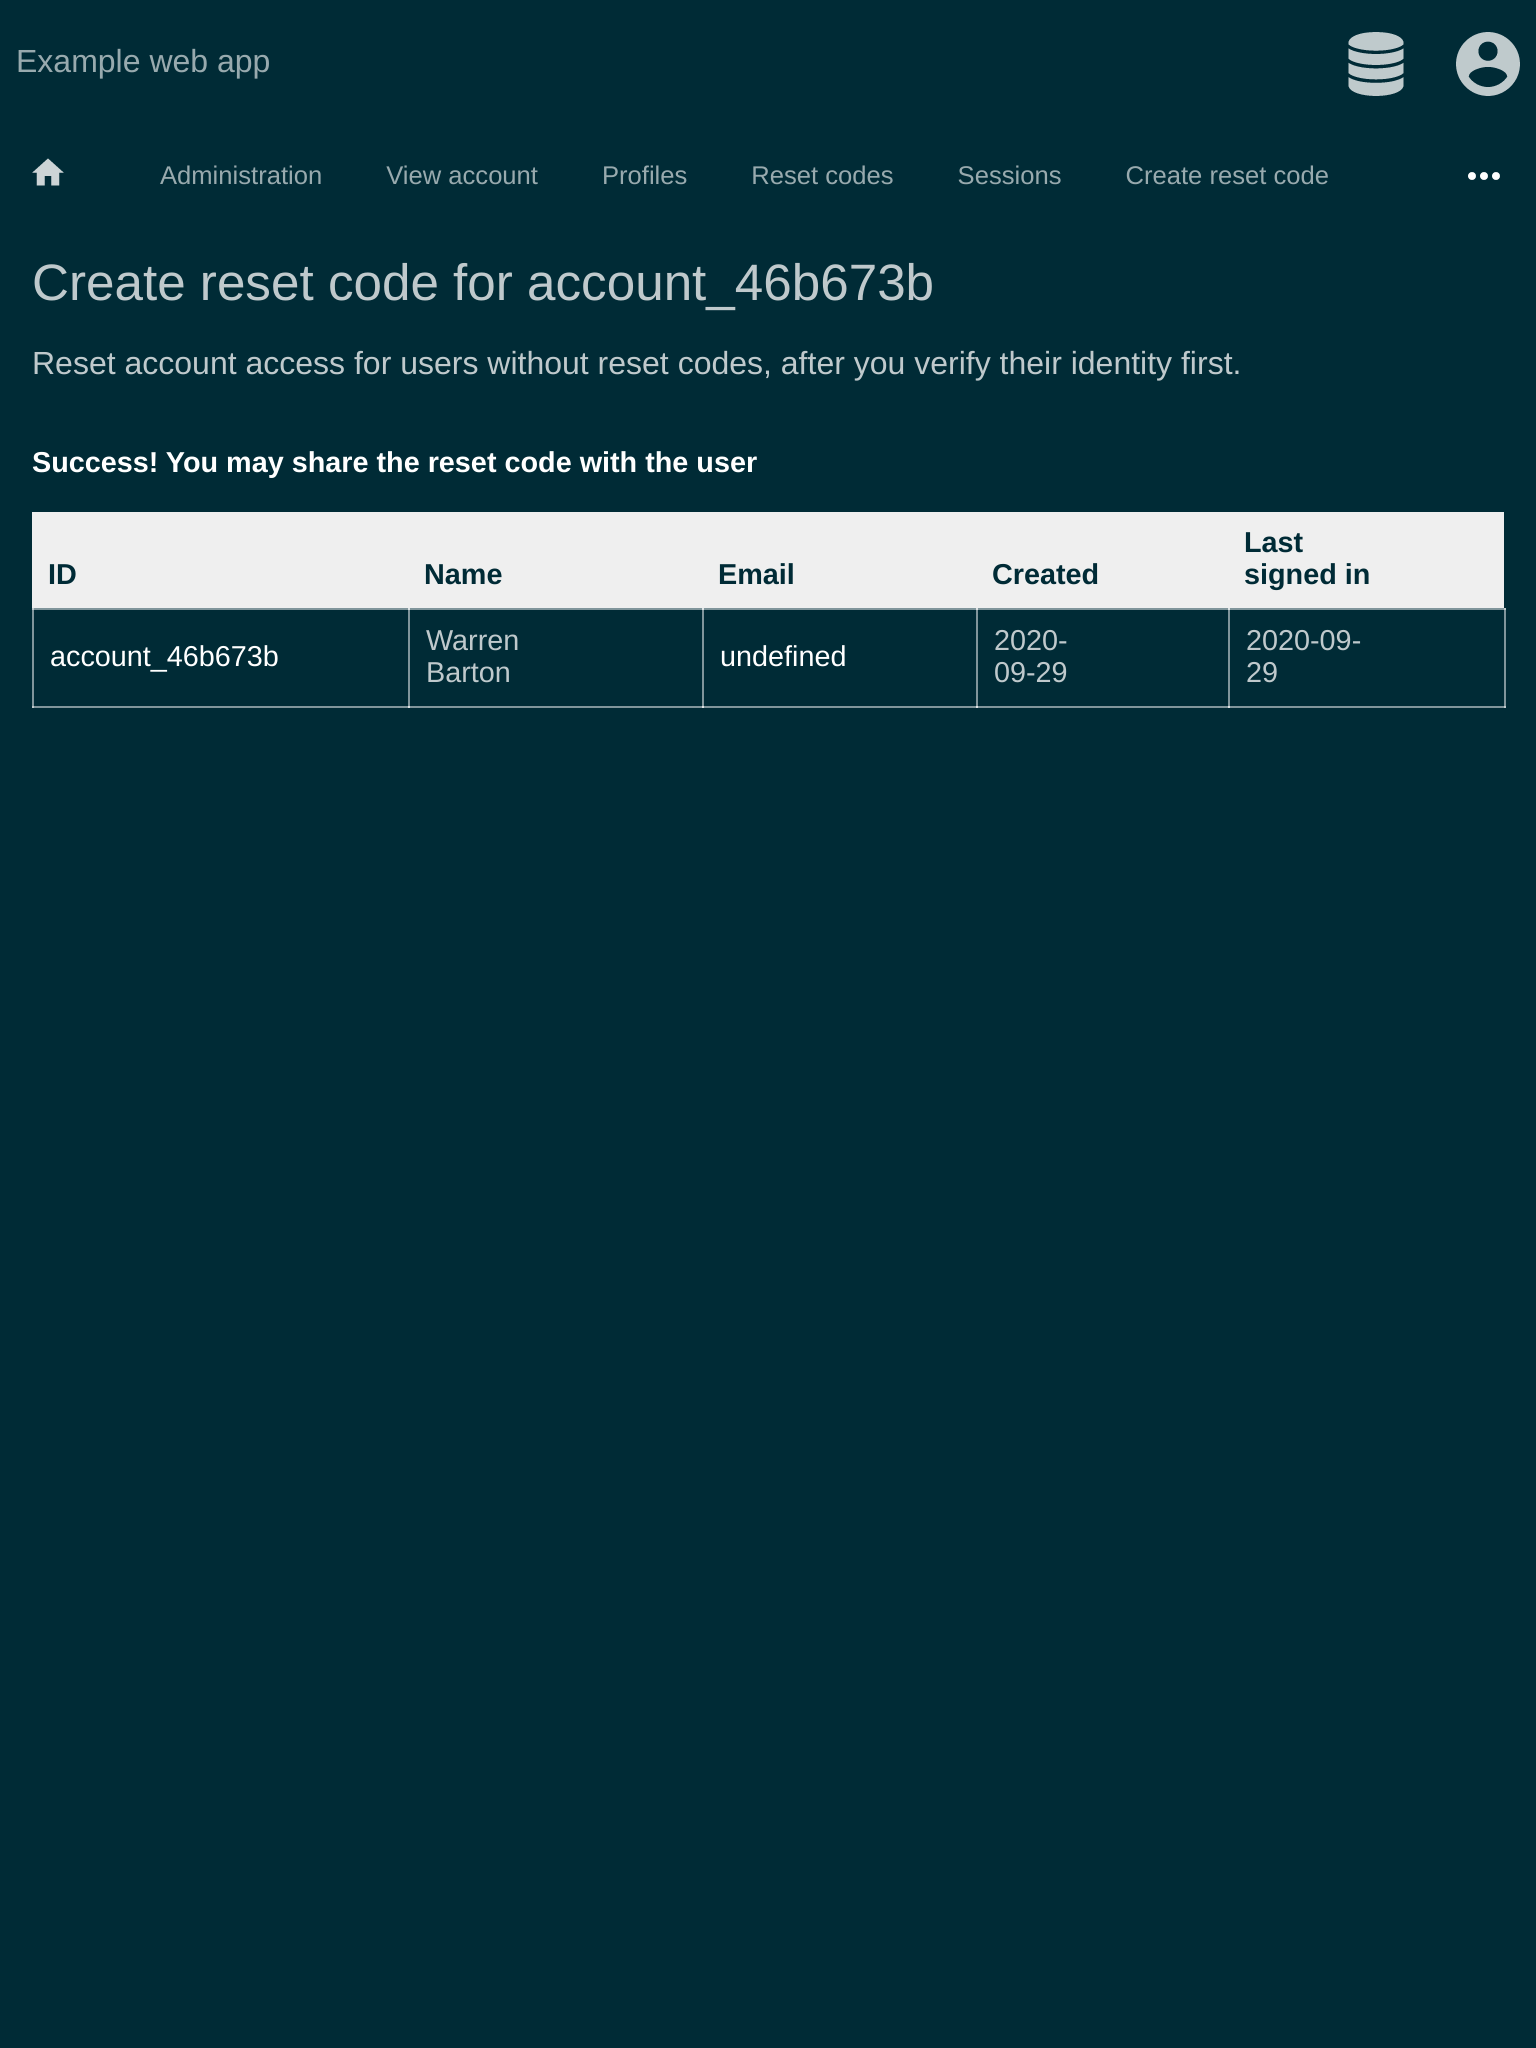 Example web app
Administration View account Profiles Reset codes Sessions Create reset code
Create reset code for account_46b673b
Reset account access for users without reset codes, after you verify their identity first.
Success! You may share the reset code with the user
ID Name Email Created Last signed in
account_46b673b Warren Barton undefined 2020-09-29 2020-09-29